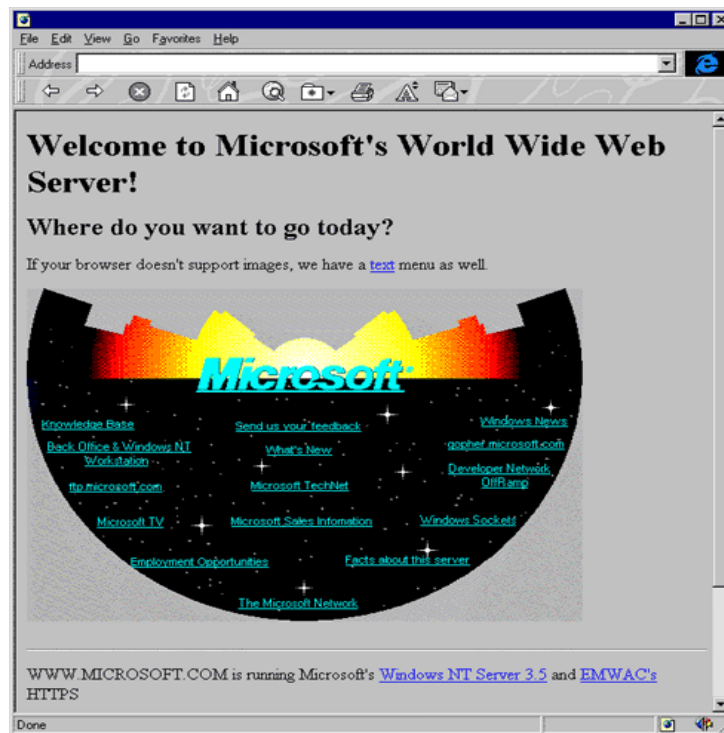 File Edit View Go Favorites Help
Address
Welcome to Microsoft's World Wide Web
Server!
Where do you want to go today?
If your browser doesn't support images, we have a text menu as well.
Microsoft
Knowledge Base
Send us your feedback
Windows News
Back Office & Windows NT
Workstation
What's New
gopher.microsoft.com
ftp.microsoft.com
Microsoft TechNet
Developer Network
OffRamp
Microsoft TV
Microsoft Sales Infomation
Windows Sockets
Employment Opportunities
Facts about this server
The Microsoft Network
WWW.MICROSOFT.COM is running Microsoft's Windows NT Server 3.5 and EMWAC's
HTTPS
Done